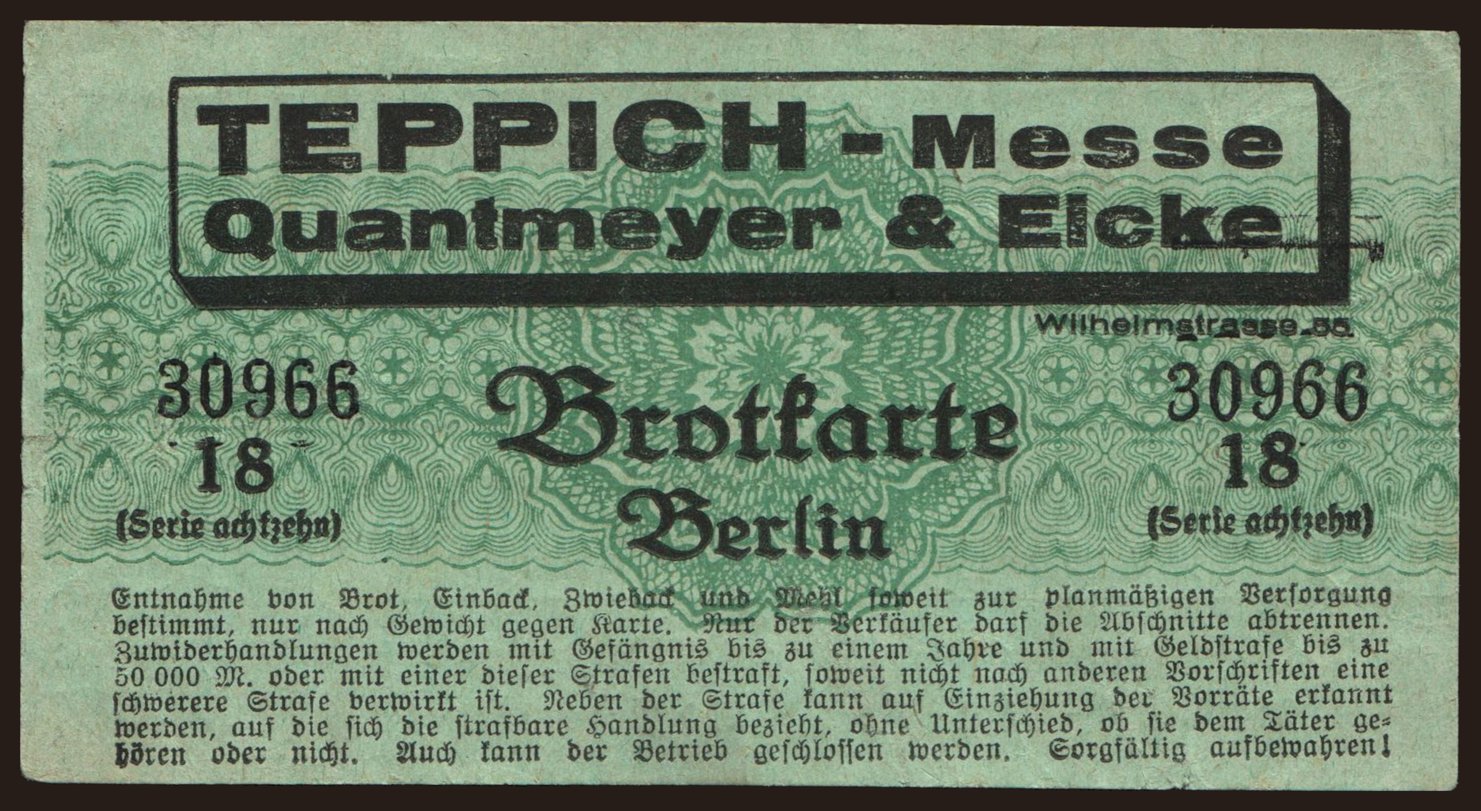 TEPPICH - Messe
Quantmeyer & Eicke
Wilhelmstrasse 55.
30966
18
(Serie achtzehn)
Brotkarte
Berlin
30966
18
(Serie achtzehn)
Entnahme von Brot, Einback, Zwieback und Mehl soweit zur planmäßigen Versorgung
bestimmt, nur nach Gewicht gegen Karte. Nur der Verkäufer darf die Abschnitte abtrennen.
Zuwiderhandlungen werden mit Gefängnis bis zu einem Jahre und mit Geldstrafe bis zu
50 000 M. oder mit einer dieser Strafen bestraft, soweit nicht nach anderen Vorschriften eine
schwerere Strafe verwirkt ist. Neben der Strafe kann auf Einziehung der Vorräte erkannt
werden, auf die sich die strafbare Handlung bezieht, ohne Unterschied, ob sie dem Täter ge-
hören oder nicht. Auch kann der Betrieb geschlossen werden. Sorgfältig aufbewahren!